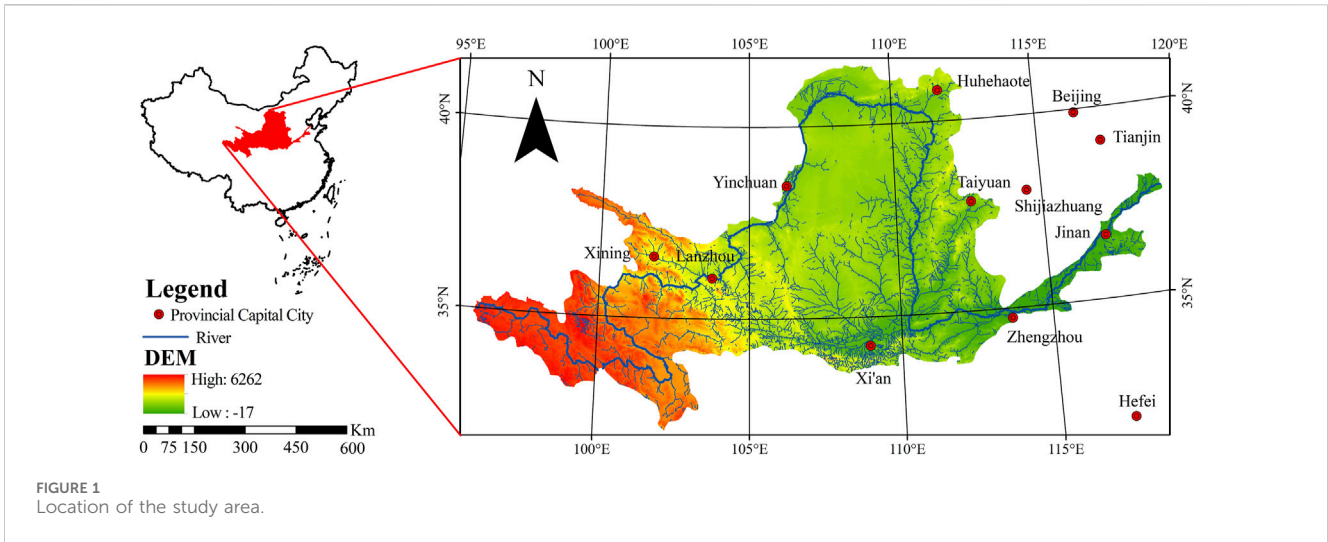 95°E 100°E 105°E 110°E 115°E 120°E
N
40°N
40°N
35°N
35°N
Huhehaote
Beijing
Tianjin
Yinchuan
Taiyuan
Shijiazhuang
Jinan
Xining
Lanzhou
Zhengzhou
Xi'an
Hefei
100°E 105°E 110°E 115°E
Legend
Provincial Capital City
River
DEM
High: 6262
Low : -17
Km
0 75 150 300 450 600
FIGURE 1
Location of the study area.